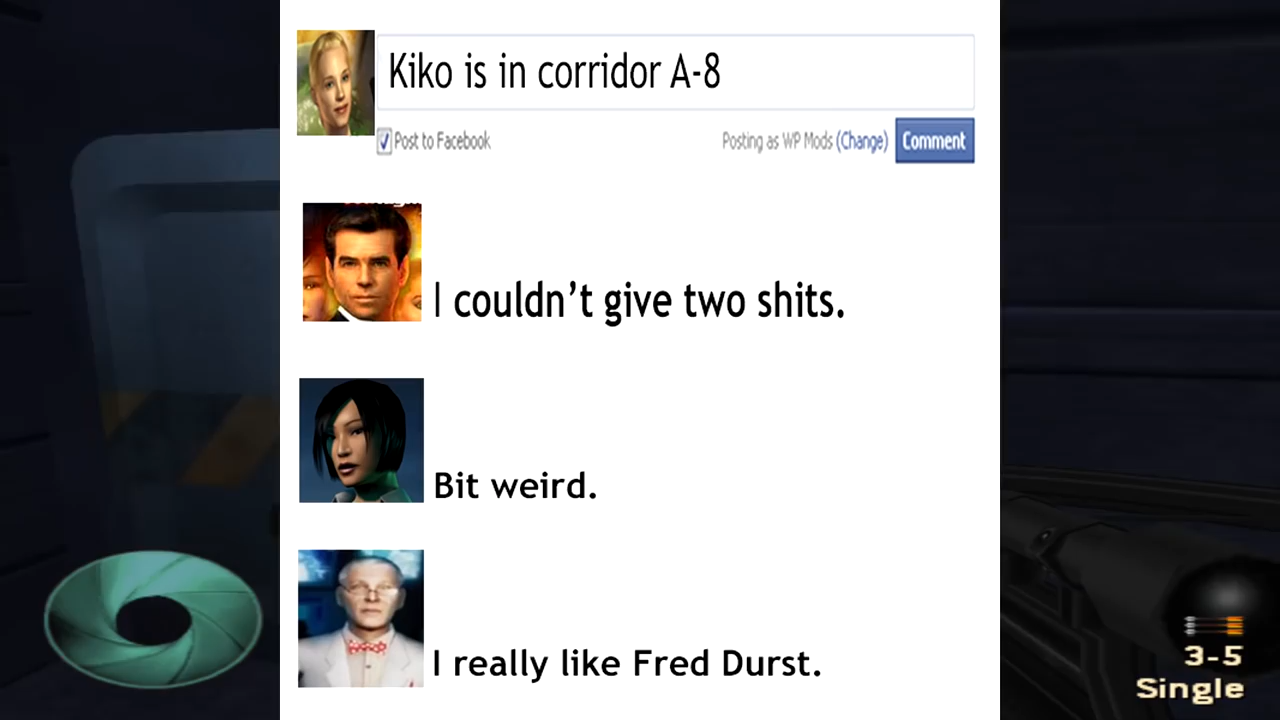 Kiko is in corridor A-8
Post to Facebook
Posting as WP Mods (Change)
Comment
I couldn’t give two shits.
Bit weird.
I really like Fred Durst.
3-5
Single